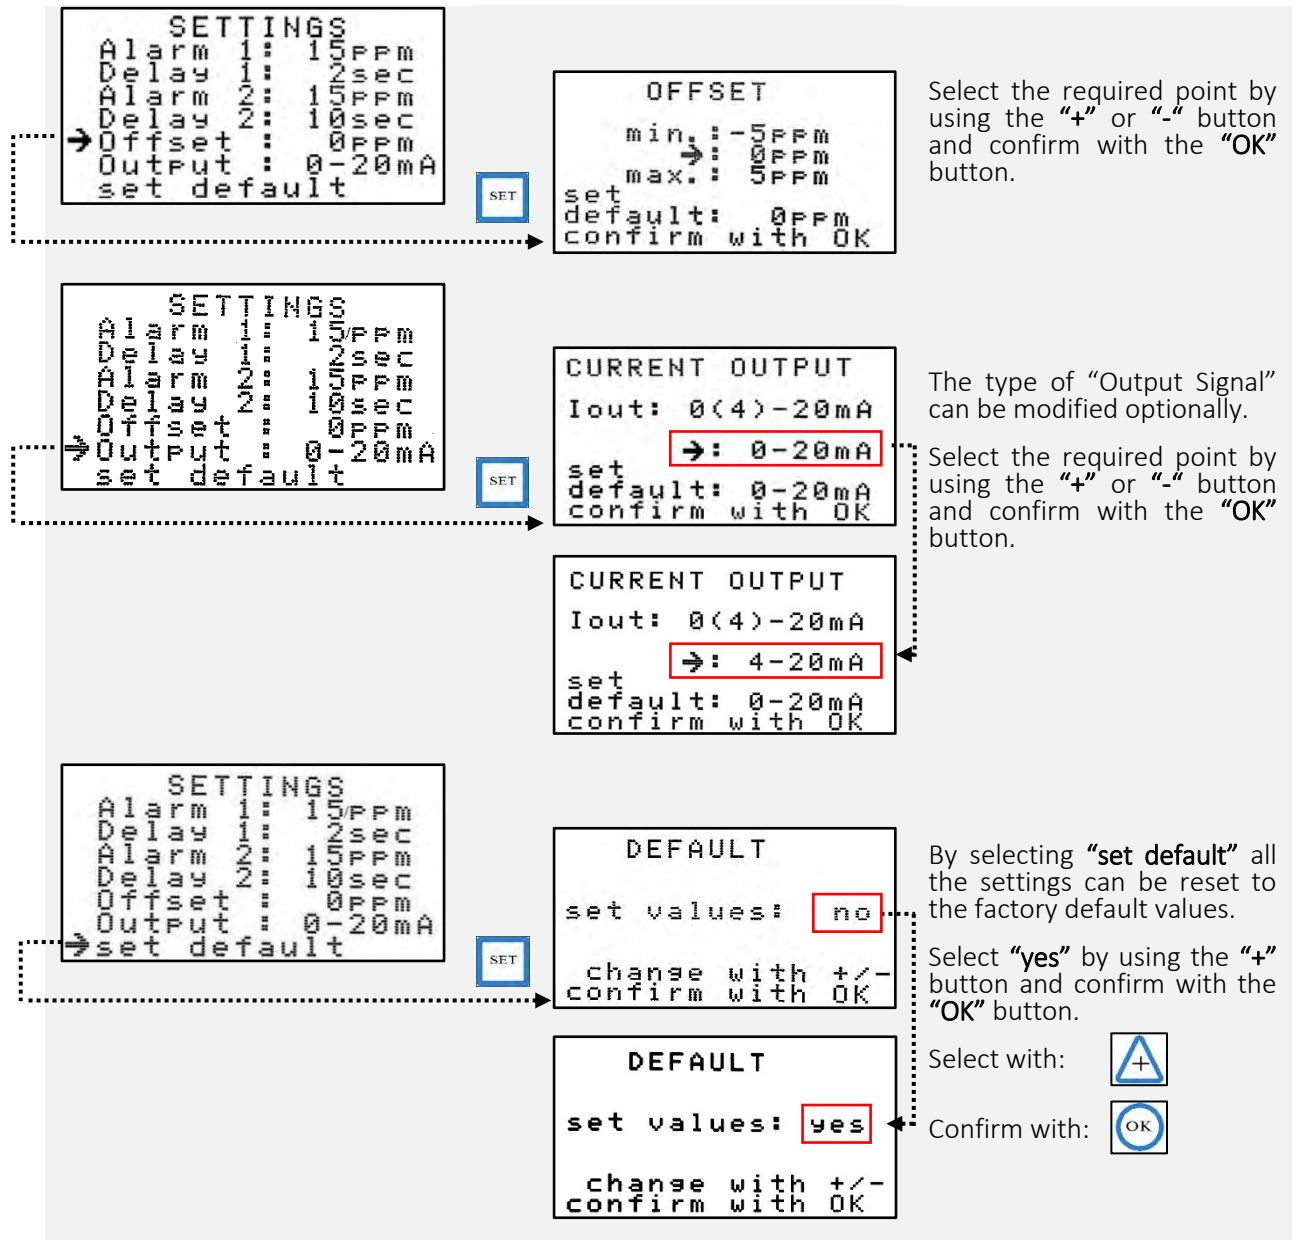 SETTINGS
Alarm 1: 15ppm
Delay 1: 2sec
Alarm 2: 15ppm
Delay 2: 10sec
➔Offset : 0ppm
Output : 0-20mA
set default
SET
OFFSET
min.:-5ppm
➔: 0ppm
max.: 5ppm
set
default: 0ppm
confirm with OK
Select the required point by
using the “+” or “-“ button
and confirm with the “OK”
button.
SETTINGS
Alarm 1: 15/ppm
Delay 1: 2sec
Alarm 2: 15ppm
Delay 2: 10sec
Offset : 0ppm
➔Output : 0-20mA
set default
SET
CURRENT OUTPUT
Iout: 0(4)-20mA
➔: 0-20mA
set
default: 0-20mA
confirm with OK
The type of “Output Signal”
can be modified optionally.
Select the required point by
using the “+” or “-“ button
and confirm with the “OK”
button.
CURRENT OUTPUT
Iout: 0(4)-20mA
➔: 4-20mA
set
default: 0-20mA
confirm with OK
SETTINGS
Alarm 1: 15/ppm
Delay 1: 2sec
Alarm 2: 15ppm
Delay 2: 10sec
Offset : 0ppm
Output : 0-20mA
➔set default
SET
DEFAULT
set values: no
change with +/-
confirm with OK
By selecting “set default” all
the settings can be reset to
the factory default values.
Select “yes” by using the “+”
button and confirm with the
“OK” button.
Select with: +
Confirm with: OK
DEFAULT
set values: yes
change with +/-
confirm with OK